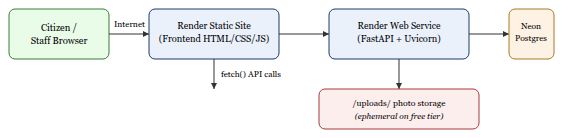 Citizen /
Staff Browser
Internet
Render Static Site
(Frontend HTML/CSS/JS)
Render Web Service
(FastAPI + Uvicorn)
Neon
Postgres
fetch() API calls
/uploads/ photo storage
(ephemeral on free tier)